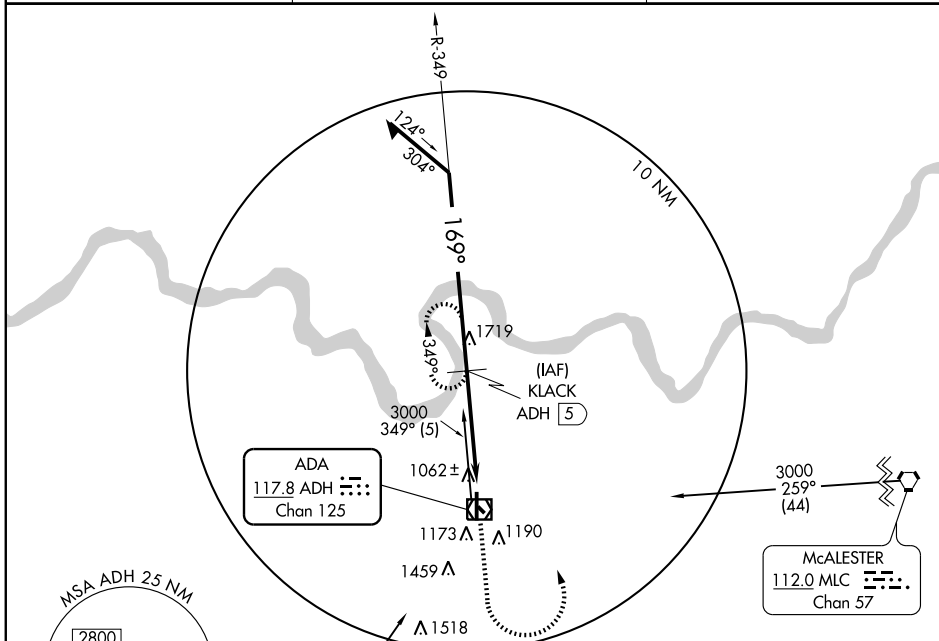 R-349
124°
304°
10 NM
169°
1719
349°
(IAF)
KLACK
ADH 5
3000
349° (5)
ADA
117.8 ADH
Chan 125
1062±
3000
259°
(44)
1173
1190
McALESTER
112.0 MLC
Chan 57
1459
MSA ADH 25 NM
2800
1518